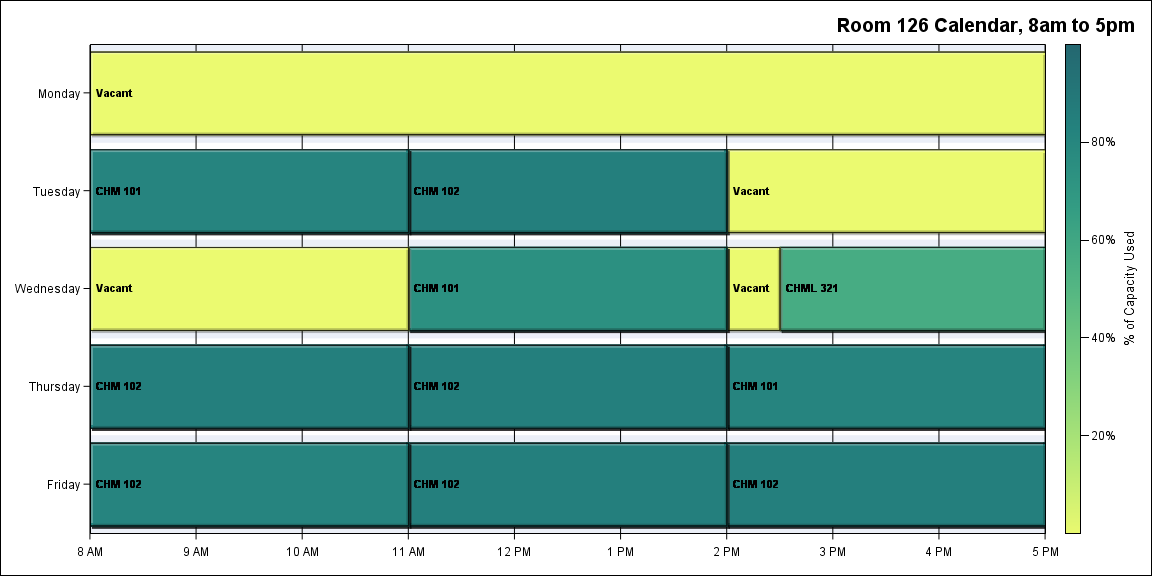 Room 126 Calendar, 8am to 5pm
Monday
Vacant
Tuesday
CHM 101
CHM 102
Vacant
Wednesday
Vacant
CHM 101
Vacant
CHML 321
Thursday
CHM 102
CHM 102
CHM 101
Friday
CHM 102
CHM 102
CHM 102
8 AM
9 AM
10 AM
11 AM
12 PM
1 PM
2 PM
3 PM
4 PM
5 PM
80%
60%
40%
20%
% of Capacity Used